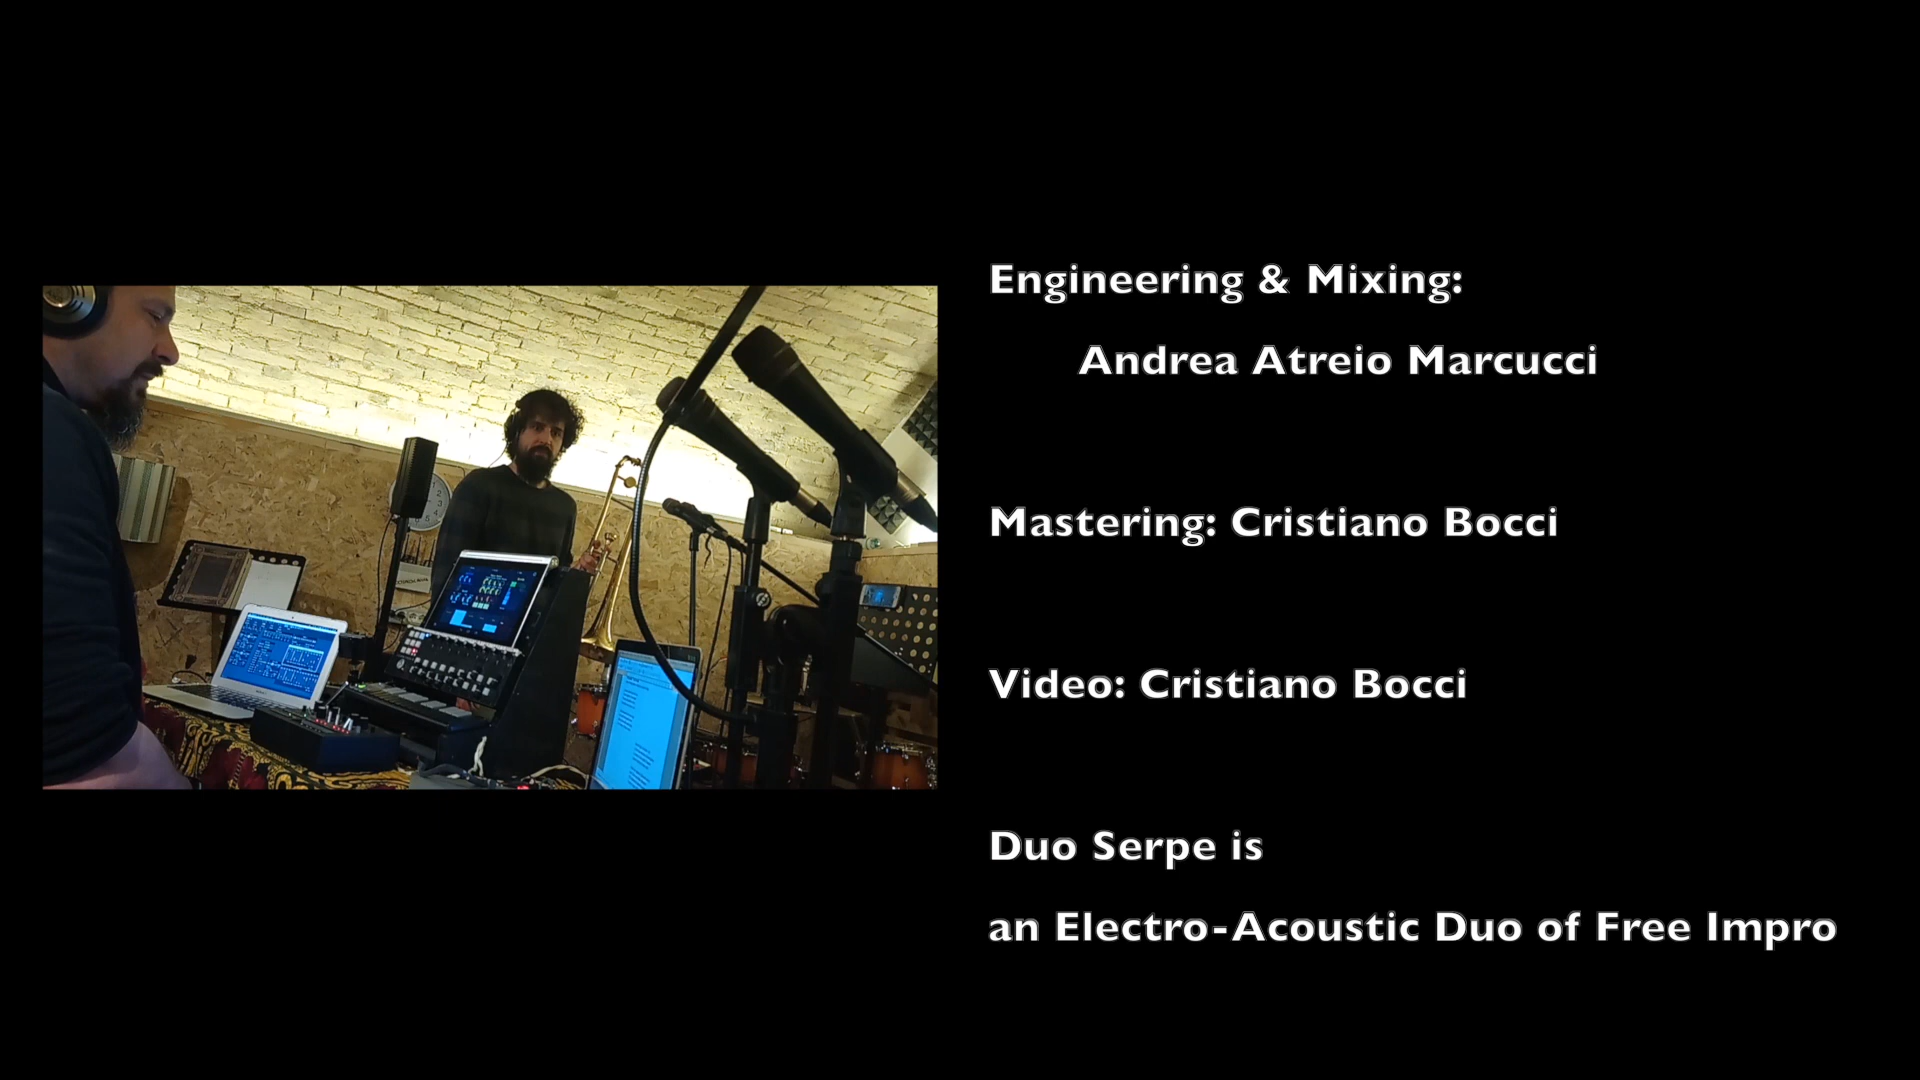 Engineering & Mixing:
Andrea Atreio Marcucci
Mastering: Cristiano Bocci
Video: Cristiano Bocci
Duo Serpe is
an Electro-Acoustic Duo of Free Impro